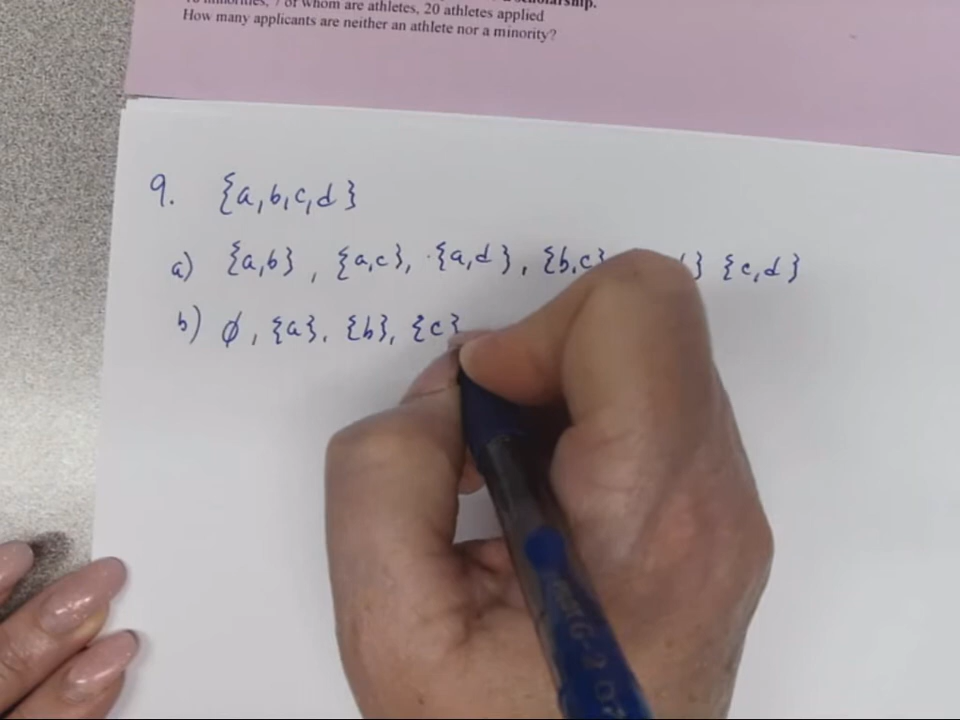 minorities, 7 of whom are athletes, 20 athletes applied
How many applicants are neither an athlete nor a minority?
9. {a,b,c,d}
a) {a,b}, {a,c}, {a,d}, {b,c} } {c,d}
b) ∅, {a}, {b}, {c}